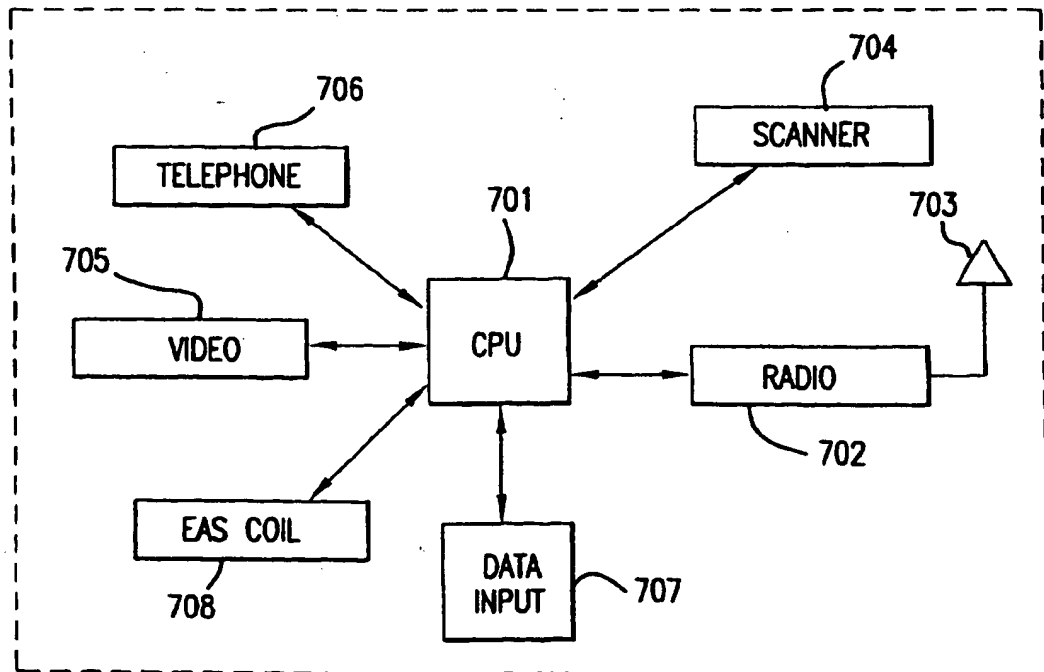 704
706
SCANNER
TELEPHONE
701
703
705
CPU
VIDEO
RADIO
702
EAS COIL
DATA
INPUT
707
708